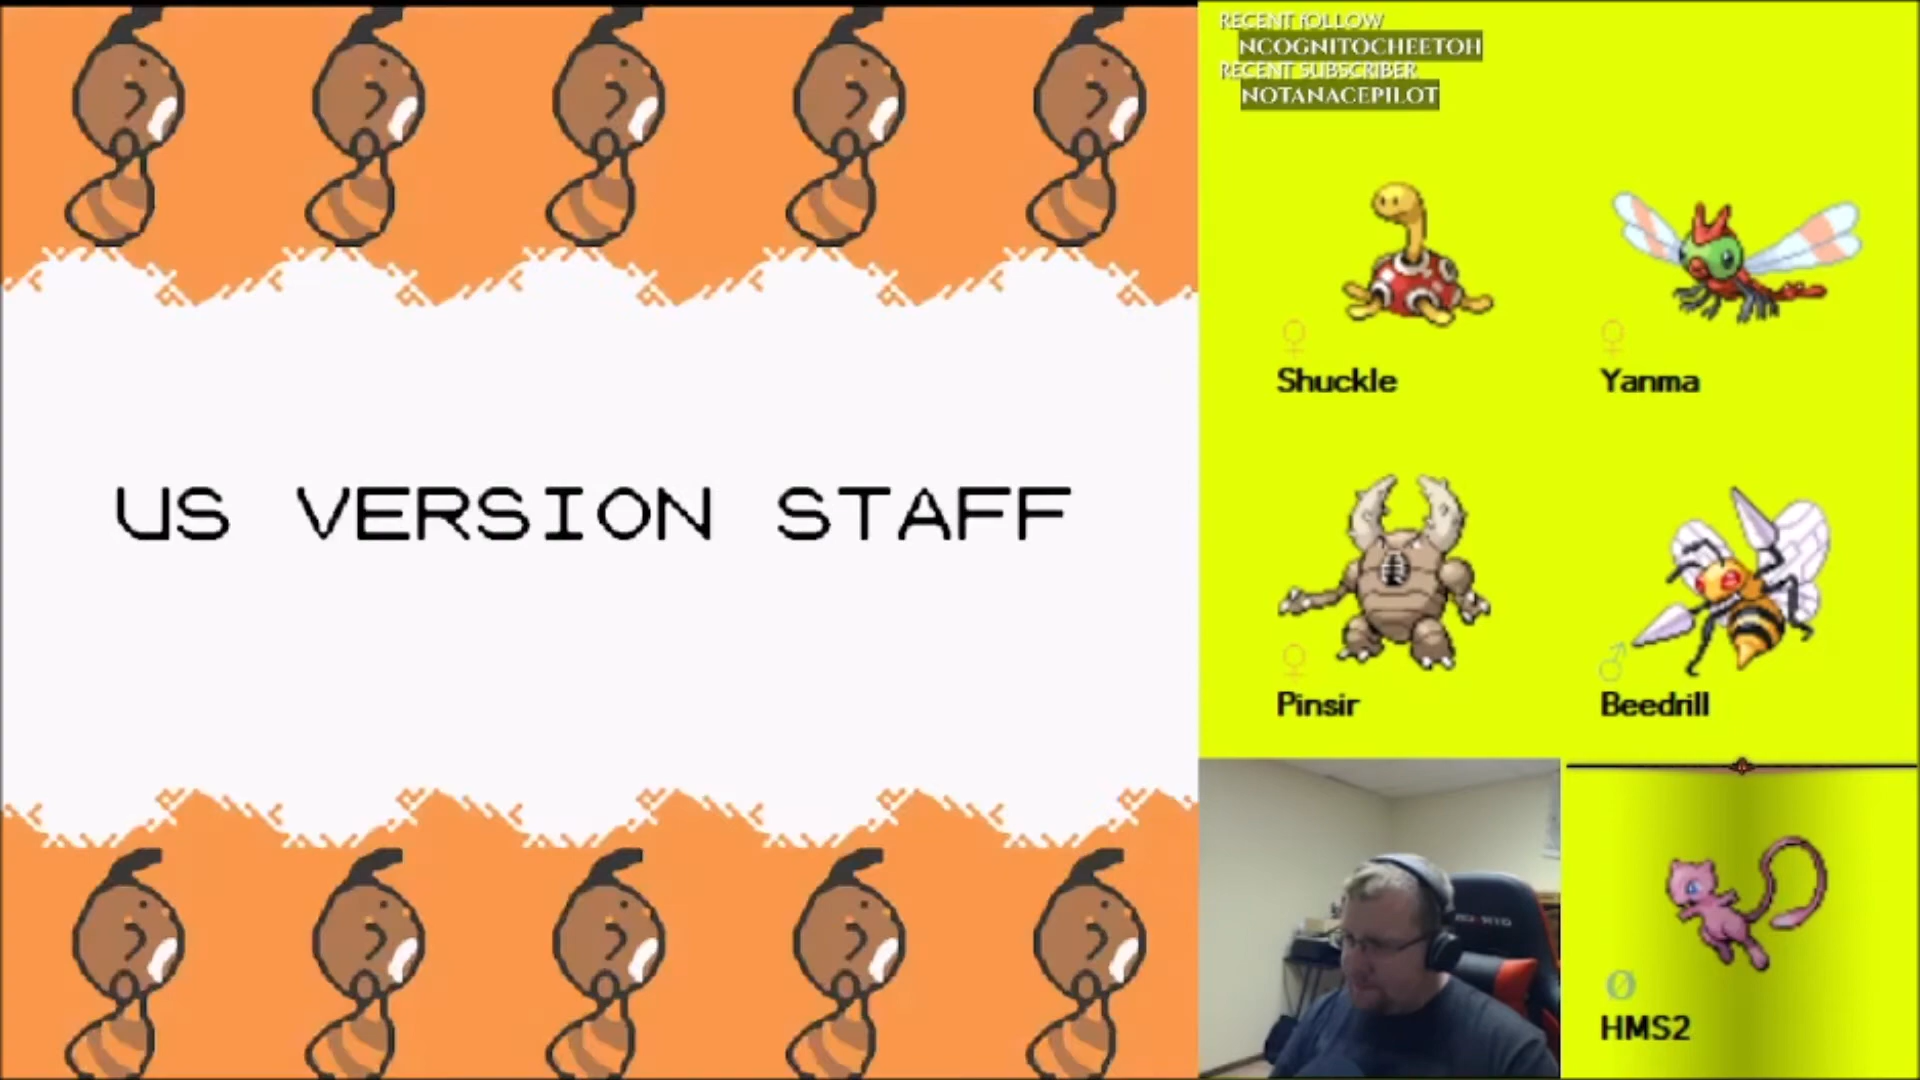 US VERSION STAFF
RECENT FOLLOW
NCOGNITOCHEETOH
RECENT SUBSCRIBER
NOTANACEPILOT
Shuckle
Yanma
Pinsir
Beedrill
HMS2